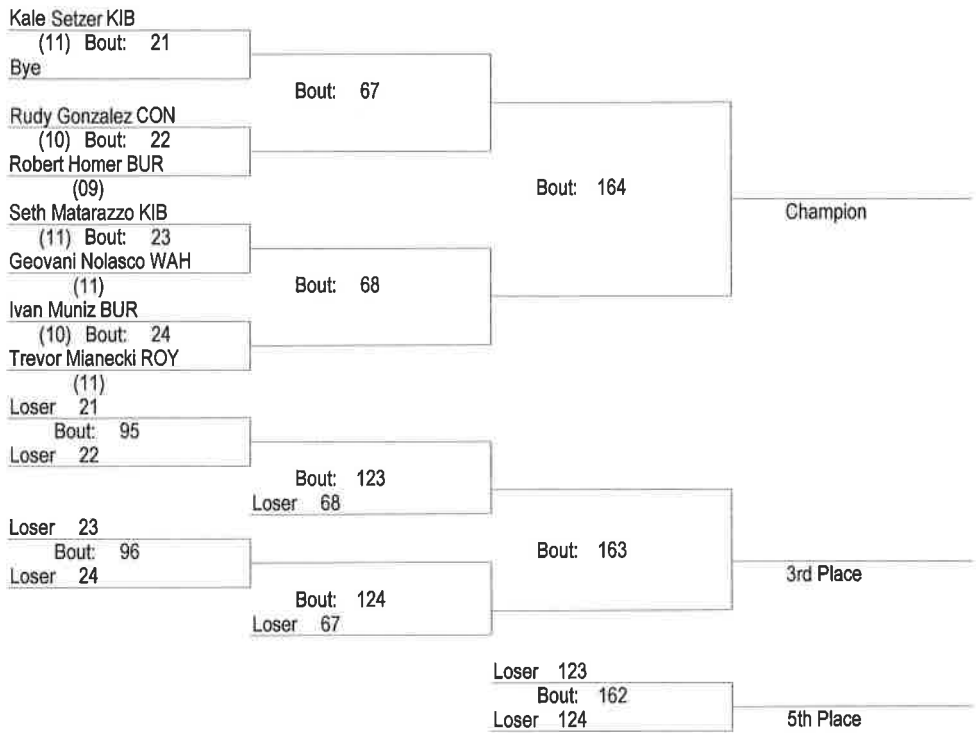 Kale Setzer KIB
(11) Bout: 21
Bye
Bout: 67
Rudy Gonzalez CON
(10) Bout: 22
Robert Homer BUR
(09)
Bout: 164
Champion
Seth Matarazzo KIB
(11) Bout: 23
Geovani Nolasco WAH
(11)
Bout: 68
Ivan Muniz BUR
(10) Bout: 24
Trevor Mianecki ROY
(11)
Loser 21
Bout: 95
Loser 22
Bout: 123
Loser 68
Loser 23
Bout: 96
Loser 24
Bout: 163
3rd Place
Bout: 124
Loser 67
Loser 123
Bout: 162
Loser 124
5th Place